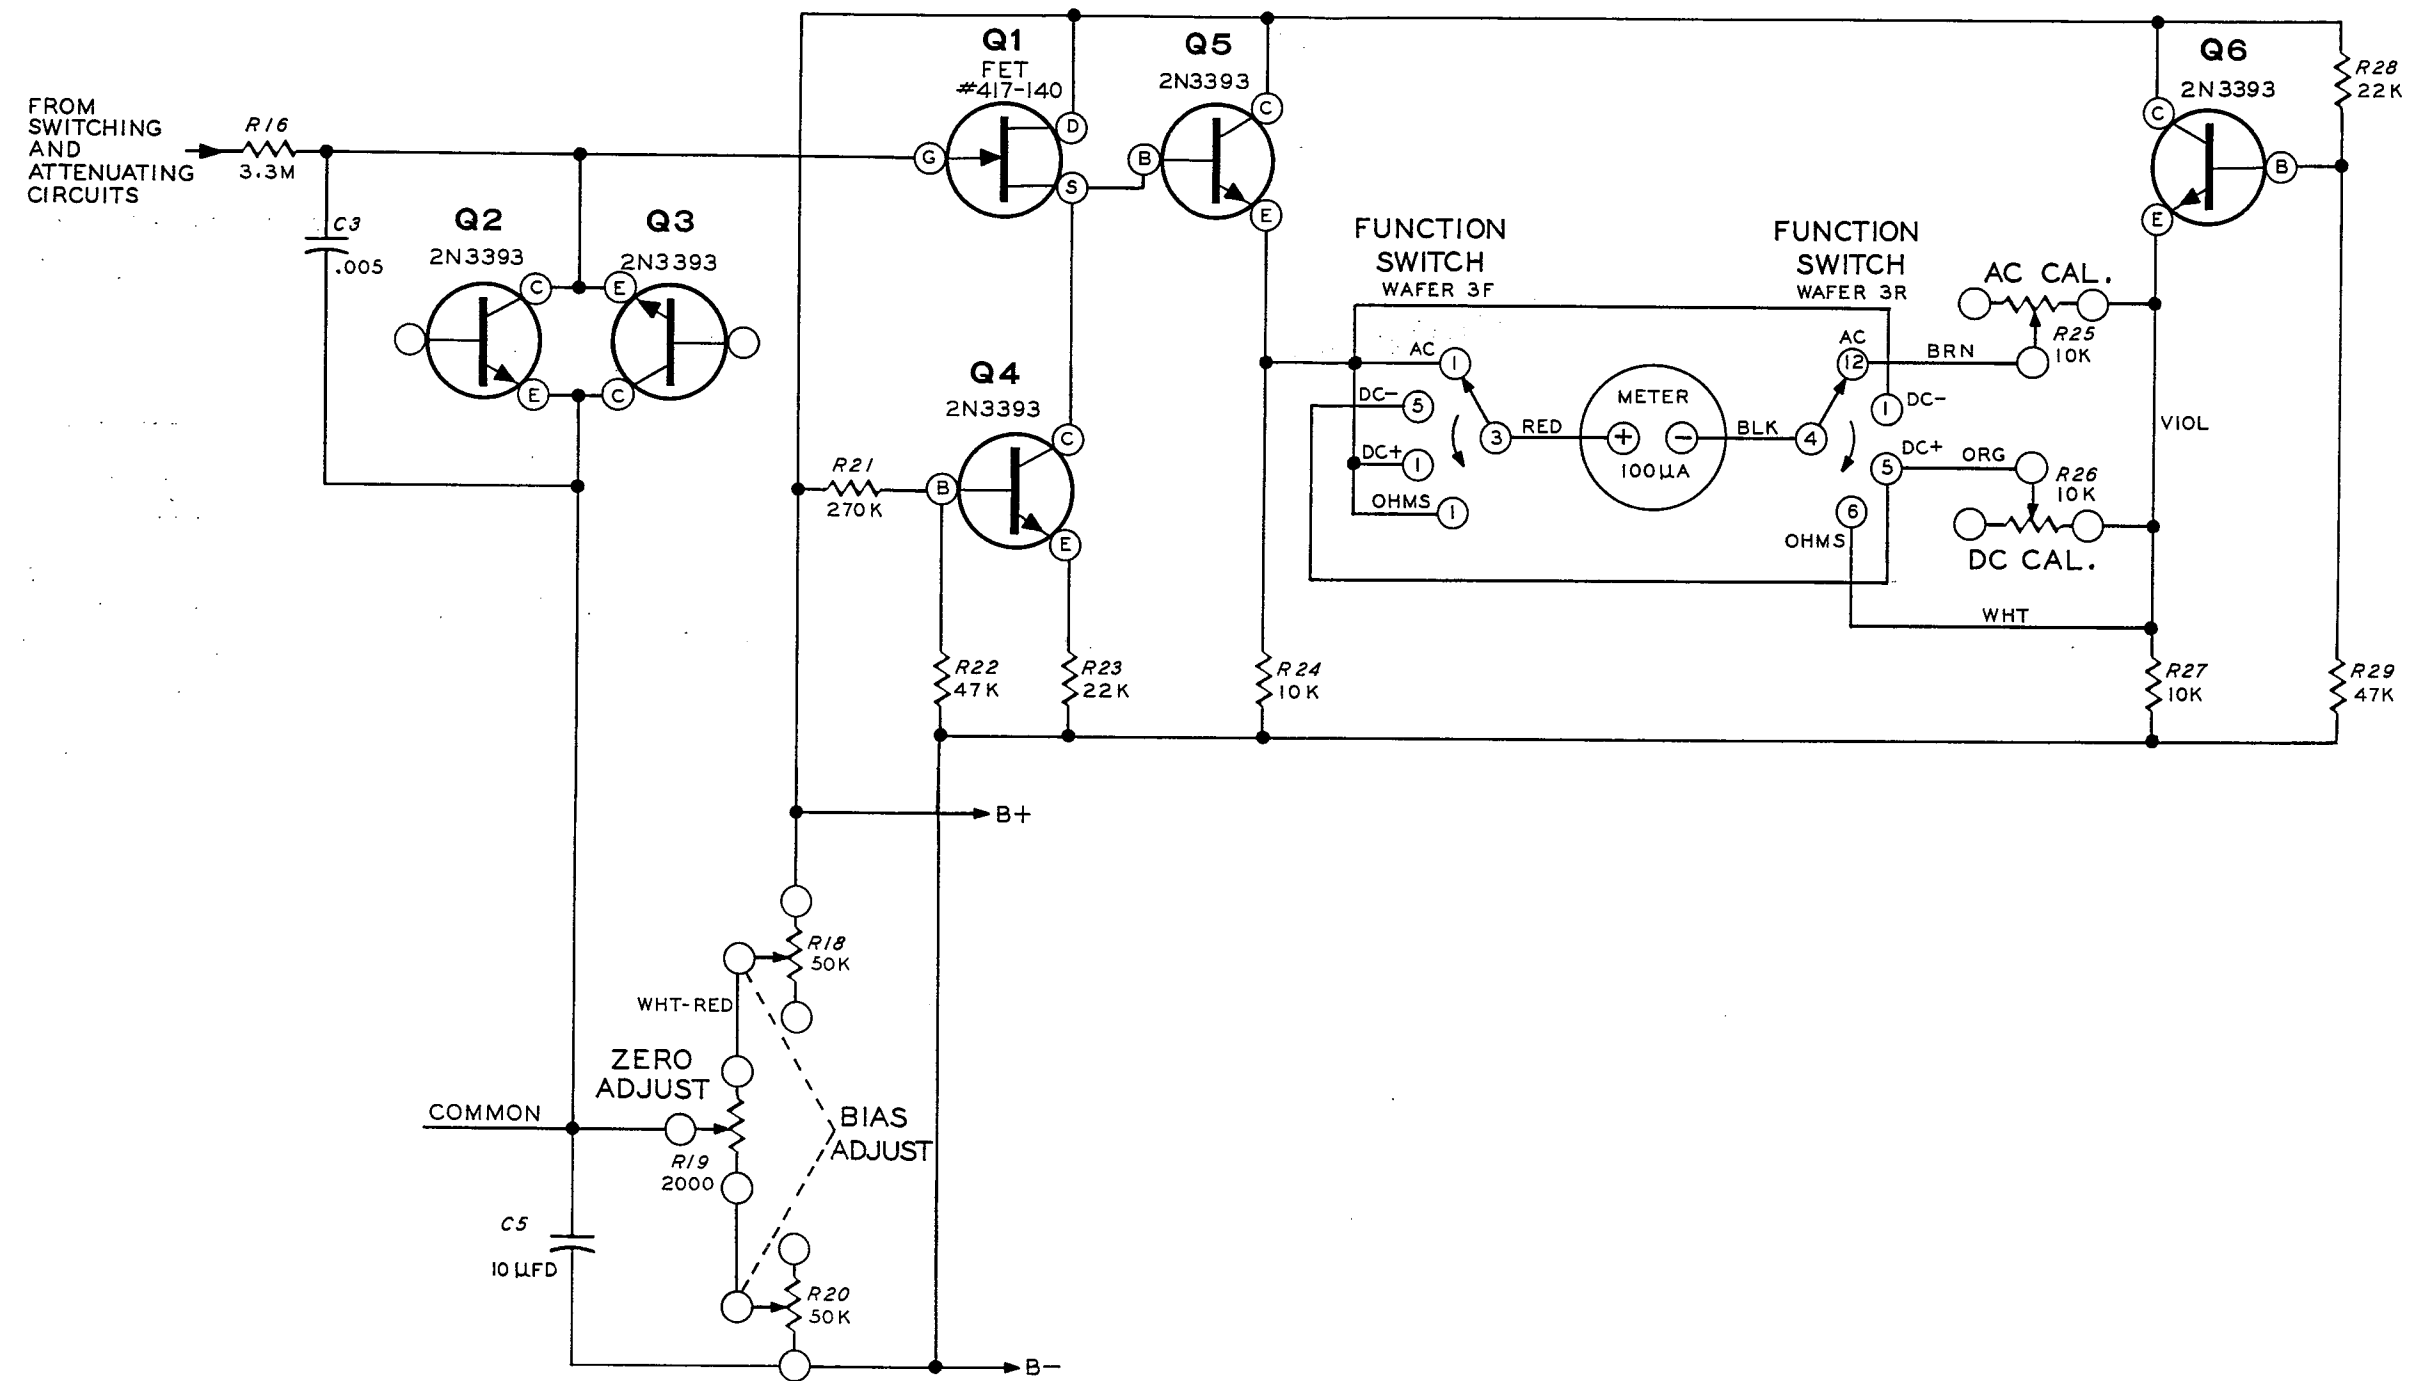 FROM
SWITCHING
AND
ATTENUATING
CIRCUITS
R16
3.3M
C3
.005
Q2
2N3393
C
E
Q3
2N3393
E
C
Q1
FET
#417-140
G
D
S
Q5
2N3393
B
C
E
Q4
2N3393
B
C
E
R21
270K
R22
47K
R23
22K
R24
10K
FUNCTION
SWITCH
WAFER 3F
AC 1
DC- 5
DC+ 1
OHMS 1
3
RED
METER
+ -
100μA
BLK
4
FUNCTION
SWITCH
WAFER 3R
AC
12
BRN
1 DC-
5 DC+
ORG
6
OHMS
WHT
AC CAL.
R25
10K
R26
10K
DC CAL.
VIOL
Q6
2N3393
C
B
E
R28
22K
R27
10K
R29
47K
B+
R18
50K
WHT-RED
ZERO
ADJUST
COMMON
R19
2000
BIAS
ADJUST
C5
10μFD
R20
50K
B-